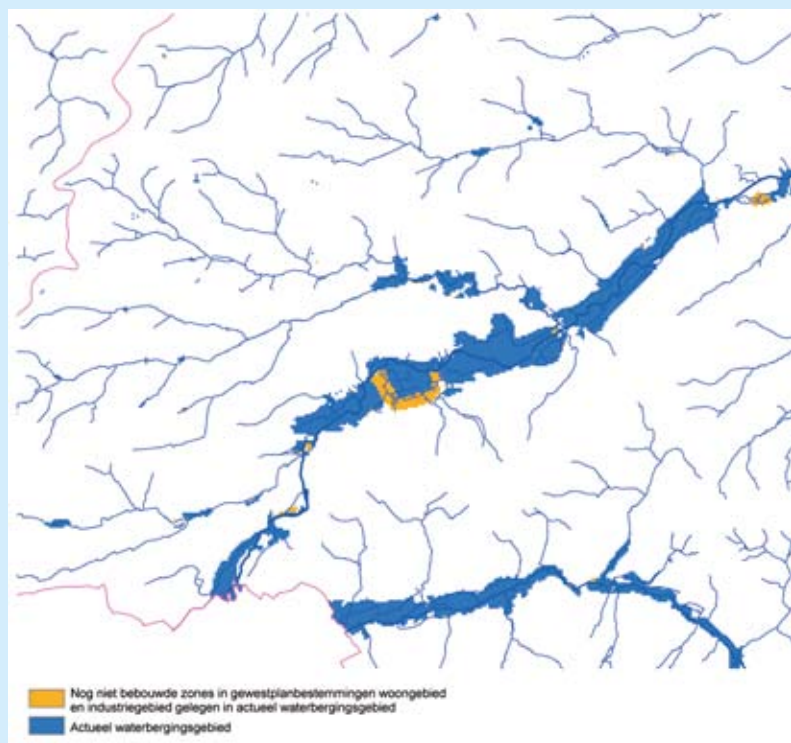 Nog niet bebouwde zones in gewestplanbestemmingen woongebied
en industriegebied gelegen in actueel waterbergingsgebied
Actueel waterbergingsgebied